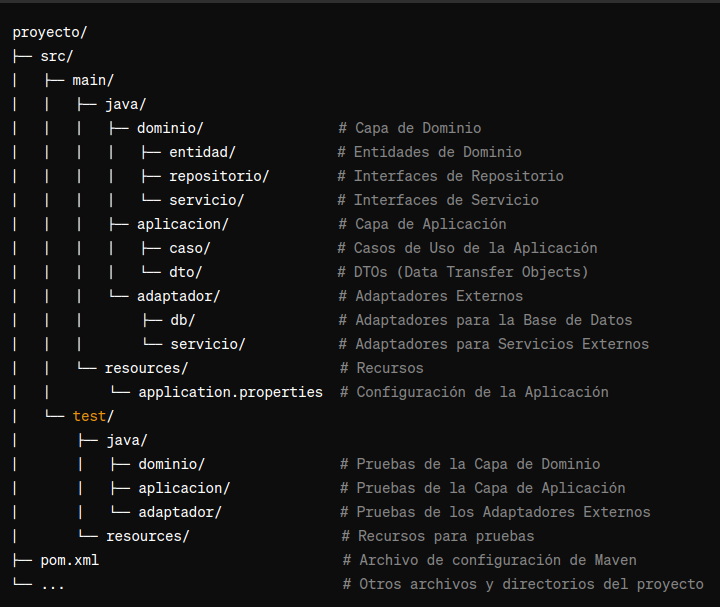 proyecto/
├── src/
│   ├── main/
│   │   ├── java/
│   │   │   ├── dominio/                # Capa de Dominio
│   │   │   │   ├── entidad/            # Entidades de Dominio
│   │   │   │   ├── repositorio/        # Interfaces de Repositorio
│   │   │   │   └── servicio/           # Interfaces de Servicio
│   │   │   ├── aplicacion/             # Capa de Aplicación
│   │   │   │   ├── caso/               # Casos de Uso de la Aplicación
│   │   │   │   └── dto/                # DTOs (Data Transfer Objects)
│   │   │   └── adaptador/              # Adaptadores Externos
│   │   │       ├── db/                 # Adaptadores para la Base de Datos
│   │   │       └── servicio/           # Adaptadores para Servicios Externos
│   │   └── resources/                  # Recursos
│   │       └── application.properties  # Configuración de la Aplicación
│   └── test/
│       ├── java/
│       │   ├── dominio/                # Pruebas de la Capa de Dominio
│       │   ├── aplicacion/             # Pruebas de la Capa de Aplicación
│       │   └── adaptador/              # Pruebas de los Adaptadores Externos
│       └── resources/                  # Recursos para pruebas
├── pom.xml                             # Archivo de configuración de Maven
└── ...                                 # Otros archivos y directorios del proyecto